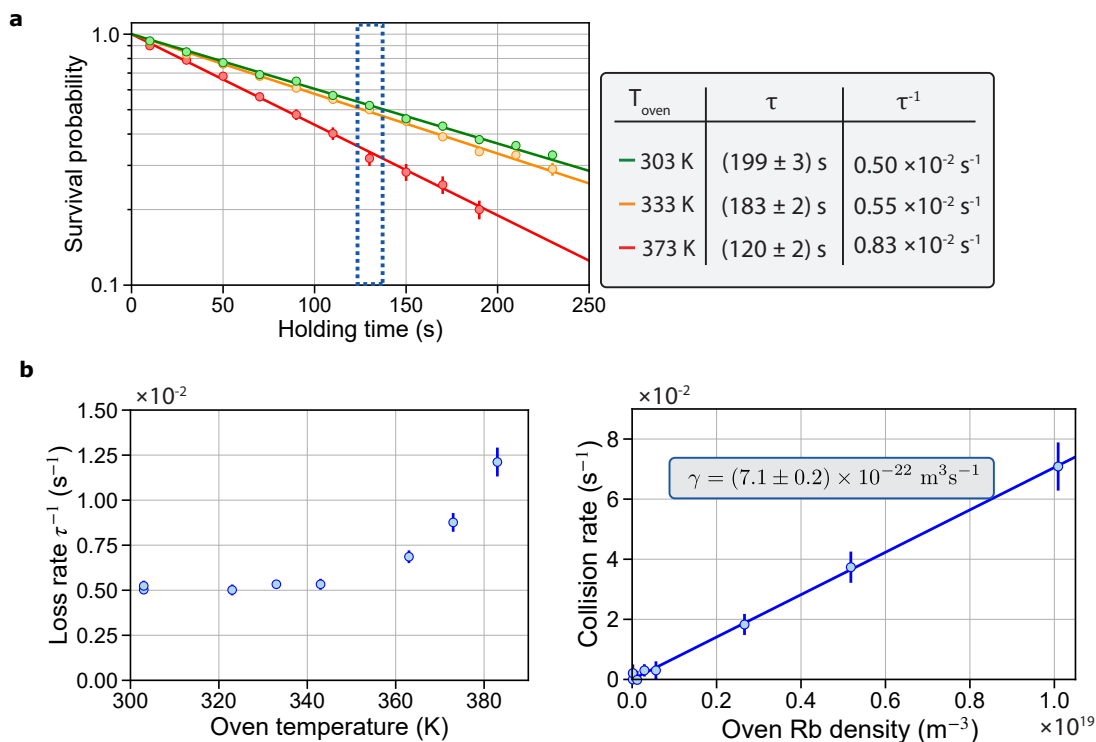 a
Survival probability
1.0
0.1
0 50 100 150 200 250
Holding time (s)
T_oven τ τ⁻¹
303 K (199 ± 3) s 0.50 ×10⁻² s⁻¹
333 K (183 ± 2) s 0.55 ×10⁻² s⁻¹
373 K (120 ± 2) s 0.83 ×10⁻² s⁻¹
b
×10⁻²
Loss rate τ⁻¹ (s⁻¹)
1.50
1.25
1.00
0.75
0.50
0.25
0.00
300 320 340 360 380
Oven temperature (K)
×10⁻²
Collision rate (s⁻¹)
8
6
4
2
0
γ = (7.1 ± 0.2) × 10⁻²² m³s⁻¹
0.0 0.2 0.4 0.6 0.8 1.0
Oven Rb density (m⁻³) ×10¹⁹